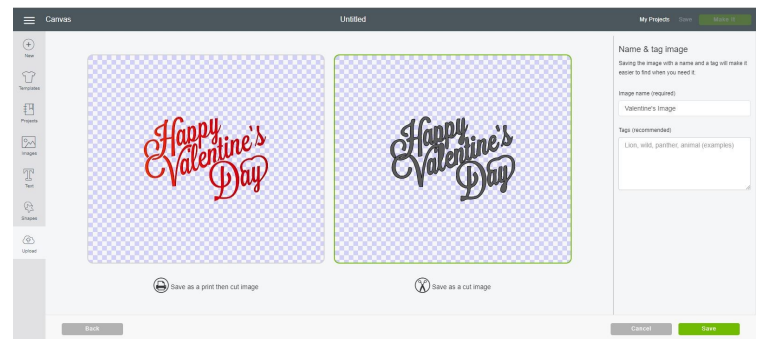 Canvas
Untitled
My Projects
Save
Make It
New
Templates
Projects
Images
Text
Shapes
Upload
Happy
Valentine's
Day
Save as a print then cut image
Happy
Valentine's
Day
Save as a cut image
Name & tag image
Saving the image with a name and a tag will make it
easier to find when you need it
Image name (required)
Valentine's Image
Tags (recommended)
Lion, wild, panther, animal (examples)
Back
Cancel
Save